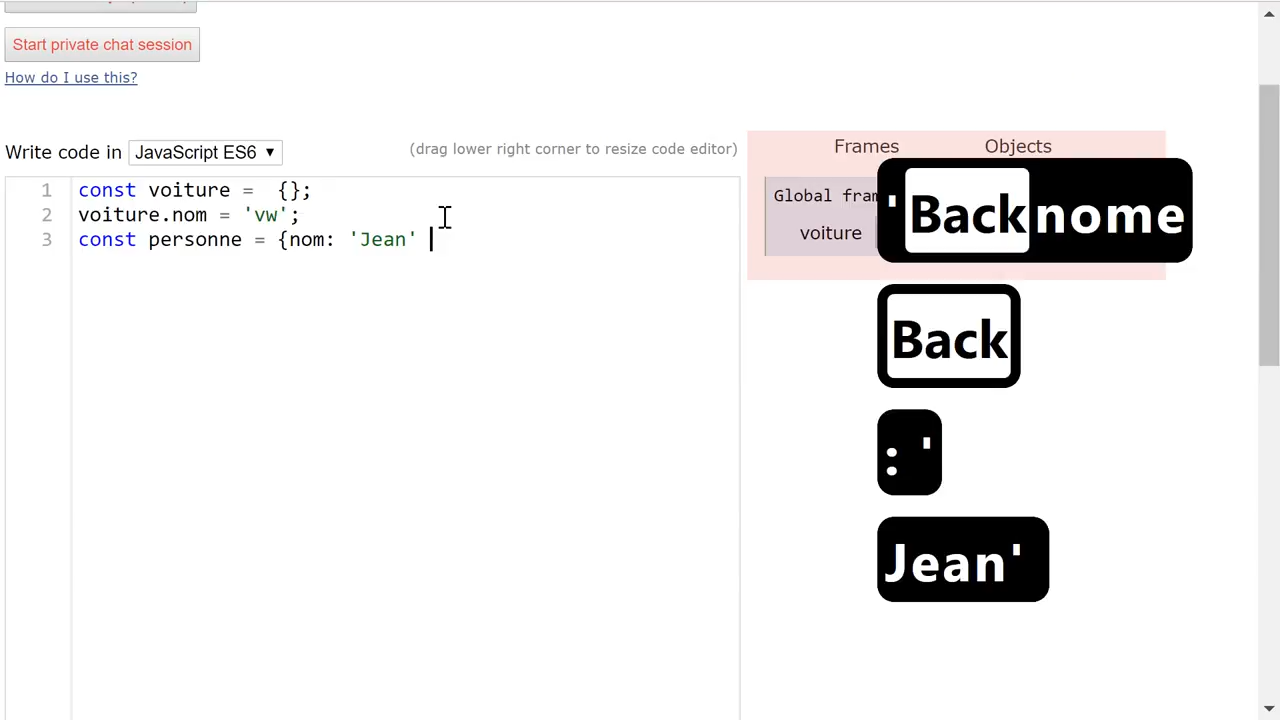 Start private chat session
How do I use this?
Write code in JavaScript ES6 ▼
(drag lower right corner to resize code editor)
1 const voiture =  {};
2 voiture.nom = 'vw';
3 const personne = {nom: 'Jean'
Frames Objects
Global fram
voiture
' Back nome
Back
: '
Jean'